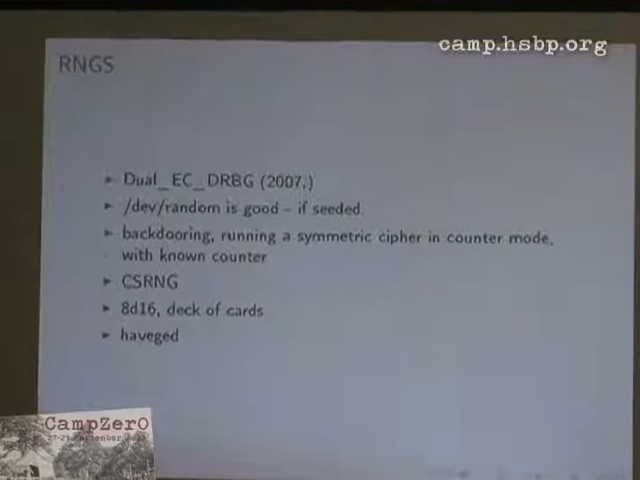 camp.hsbp.org
RNGS
Dual_EC_DRBG (2007,)
/dev/random is good – if seeded.
backdooring, running a symmetric cipher in counter mode,
with known counter
CSRNG
8d16, deck of cards
haveged
CampZer0